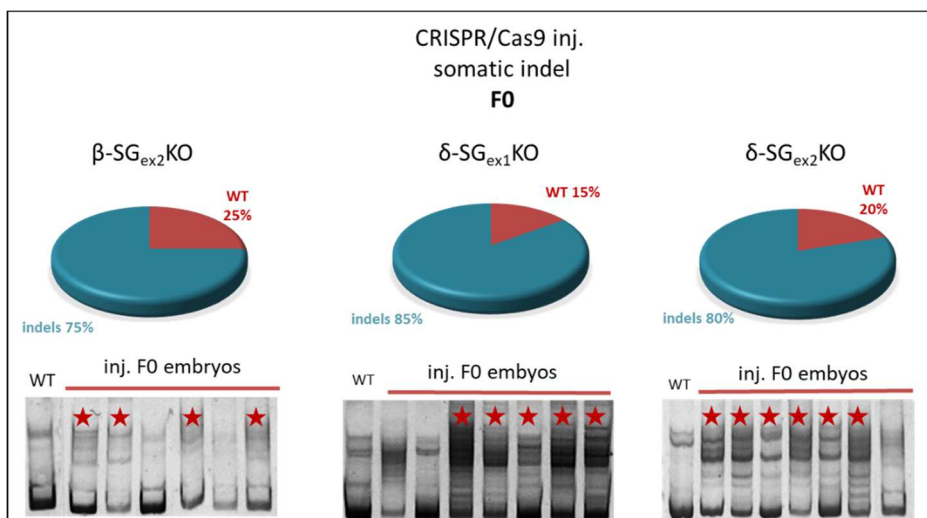 CRISPR/Cas9 inj.
somatic indel
F0
β-SGex2KO
δ-SGex1KO
δ-SGex2KO
WT
25%
indels 75%
WT 15%
indels 85%
WT
20%
indels 80%
WT
inj. F0 embryos
WT
inj. F0 embyos
WT
inj. F0 embyos